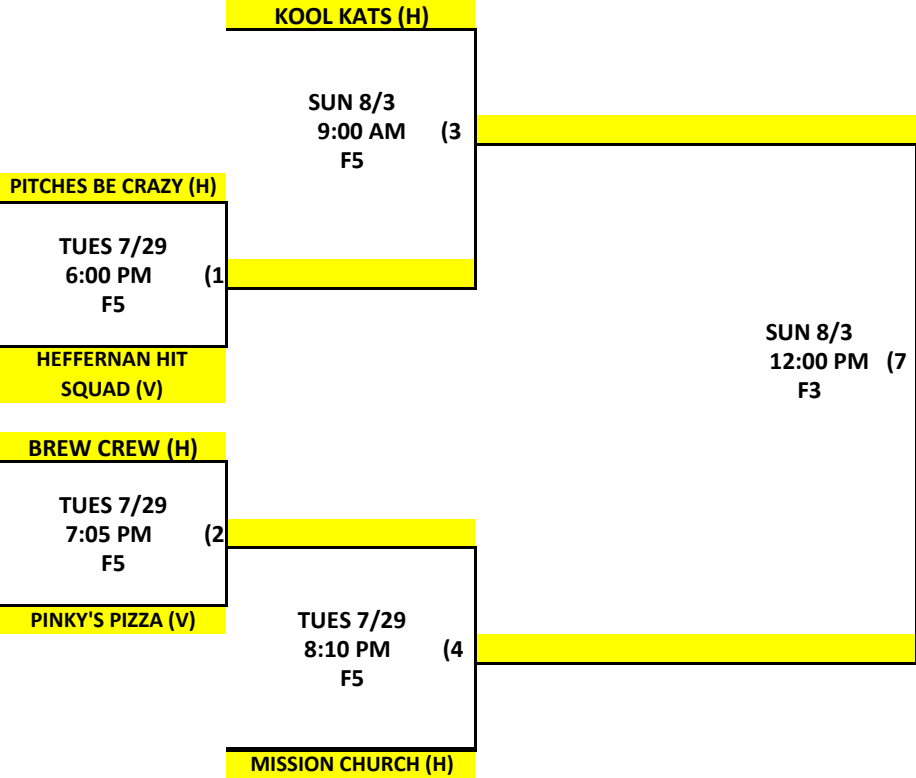 KOOL KATS (H)
SUN 8/3
9:00 AM (3
F5
PITCHES BE CRAZY (H)
TUES 7/29
6:00 PM (1
F5
HEFFERNAN HIT
SQUAD (V)
SUN 8/3
12:00 PM (7
F3
BREW CREW (H)
TUES 7/29
7:05 PM (2
F5
PINKY'S PIZZA (V)
TUES 7/29
8:10 PM (4
F5
MISSION CHURCH (H)